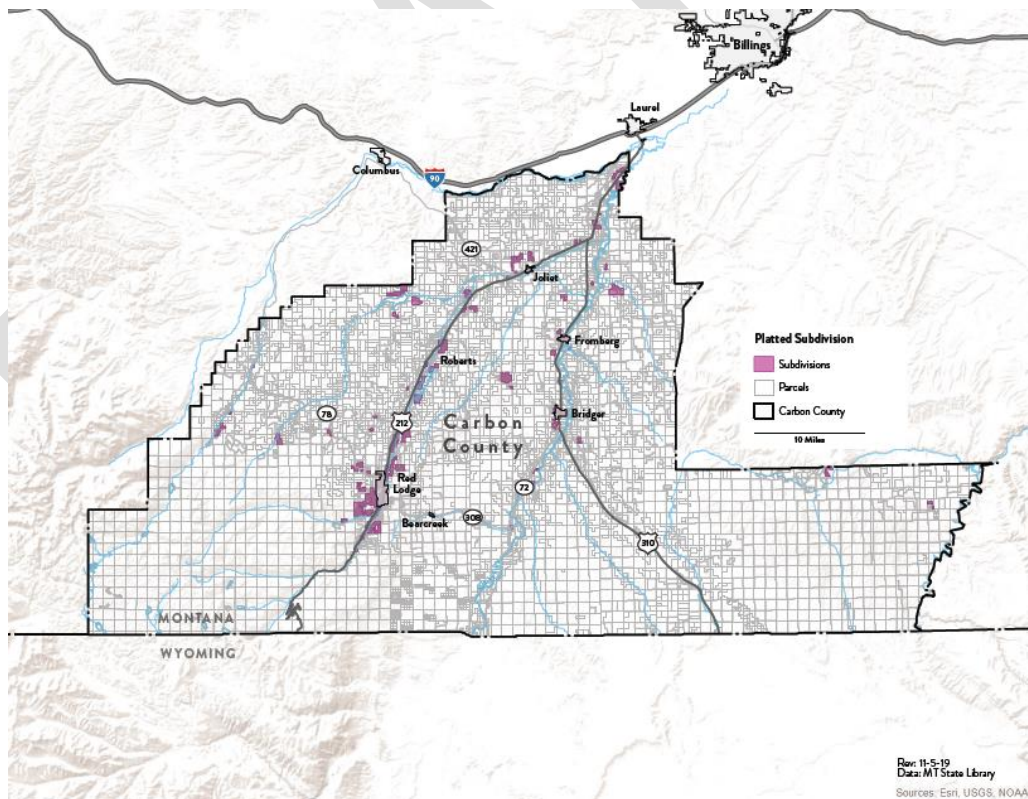 Billings
Laurel
Columbus
90
421
Joliet
Fromberg
Roberts
78
212
Carbon
County
Bridger
Red
Lodge
72
Bearcreek
308
310
MONTANA
WYOMING
Platted Subdivision
Subdivisions
Parcels
Carbon County
10 Miles
Rev: 11-5-19
Data: MT State Library
Sources: Esri, USGS, NOAA